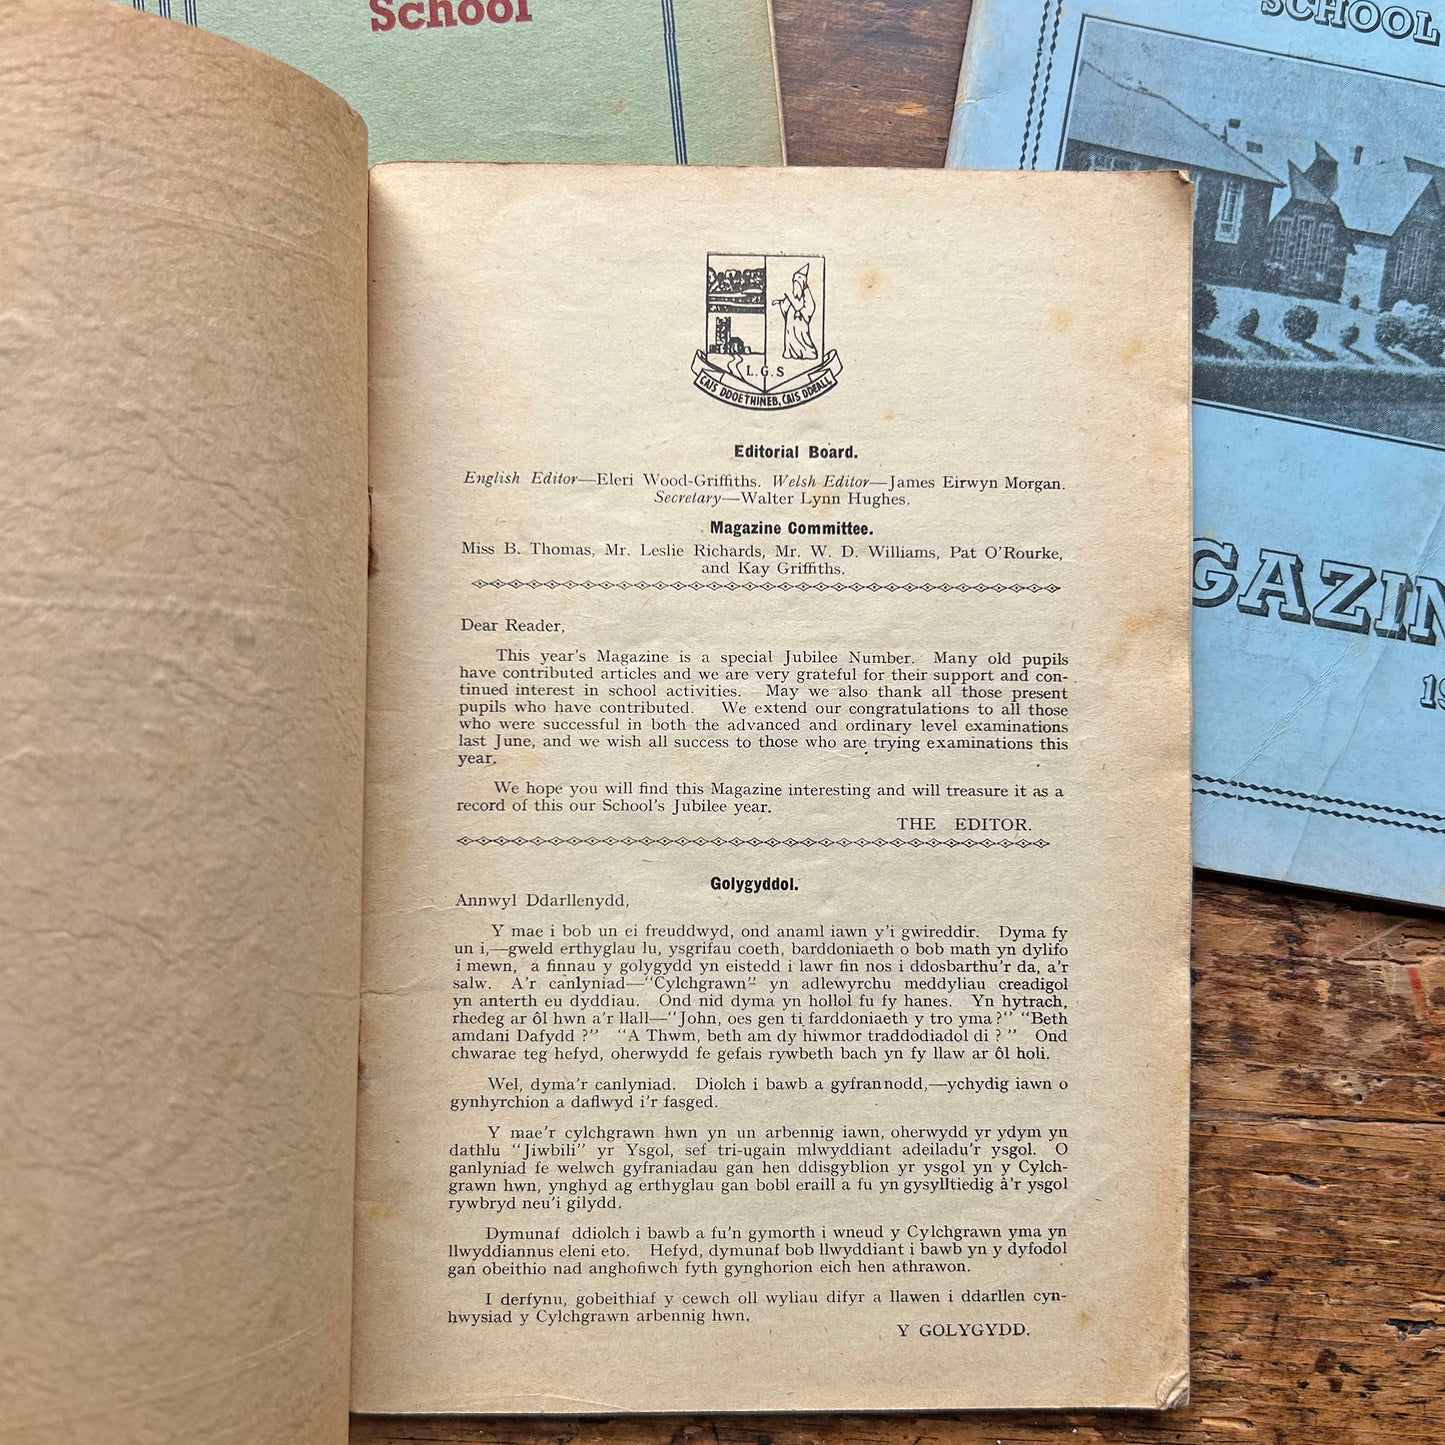 School
SCHOOL
GAZIN
19
L.G.S
CAIS DDOETHINEB, CAIS DDEALL
Editorial Board.
English Editor—Eleri Wood-Griffiths. Welsh Editor—James Eirwyn Morgan.
Secretary—Walter Lynn Hughes.
Magazine Committee.
Miss B. Thomas, Mr. Leslie Richards, Mr. W. D. Williams, Pat O'Rourke,
and Kay Griffiths.
Dear Reader,
This year's Magazine is a special Jubilee Number. Many old pupils
have contributed articles and we are very grateful for their support and con-
tinued interest in school activities. May we also thank all those present
pupils who have contributed. We extend our congratulations to all those
who were successful in both the advanced and ordinary level examinations
last June, and we wish all success to those who are trying examinations this
year.
We hope you will find this Magazine interesting and will treasure it as a
record of this our School's Jubilee year.
THE EDITOR.
Golygyddol.
Annwyl Ddarllenydd,
Y mae i bob un ei freuddwyd, ond anaml iawn y'i gwireddir. Dyma fy
un i,—gweld erthyglau lu, ysgrifau coeth, barddoniaeth o bob math yn dylifo
i mewn, a finnau y golygydd yn eistedd i lawr fin nos i ddosbarthu'r da, a'r
salw. A'r canlyniad—"Cylchgrawn" yn adlewyrchu meddyliau creadigol
yn anterth eu dyddiau. Ond nid dyma yn hollol fu fy hanes. Yn hytrach,
rhedeg ar ôl hwn a'r llall—"John, oes gen ti farddoniaeth y tro yma?" "Beth
amdani Dafydd ?" "A Thwm, beth am dy hiwmor traddodiadol di ? " Ond
chwarae teg hefyd, oherwydd fe gefais rywbeth bach yn fy llaw ar ôl holi.
Wel, dyma'r canlyniad. Diolch i bawb a gyfrannodd,—ychydig iawn o
gynhyrchion a daflwyd i'r fasged.
Y mae'r cylchgrawn hwn yn un arbennig iawn, oherwydd yr ydym yn
dathlu "Jiwbili" yr Ysgol, sef tri-ugain mlwyddiant adeiladu'r ysgol. O
ganlyniad fe welwch gyfraniadau gan hen ddisgyblion yr ysgol yn y Cylch-
grawn hwn, ynghyd ag erthyglau gan bobl eraill a fu yn gysylltiedig â'r ysgol
rywbryd neu'i gilydd.
Dymunaf ddiolch i bawb a fu'n gymorth i wneud y Cylchgrawn yma yn
llwyddiannus eleni eto. Hefyd, dymunaf bob llwyddiant i bawb yn y dyfodol
gan obeithio nad anghofiwch fyth gynghorion eich hen athrawon.
I derfynu, gobeithiaf y cewch oll wyliau difyr a llawen i ddarllen cyn-
hwysiad y Cylchgrawn arbennig hwn.
Y GOLYGYDD.